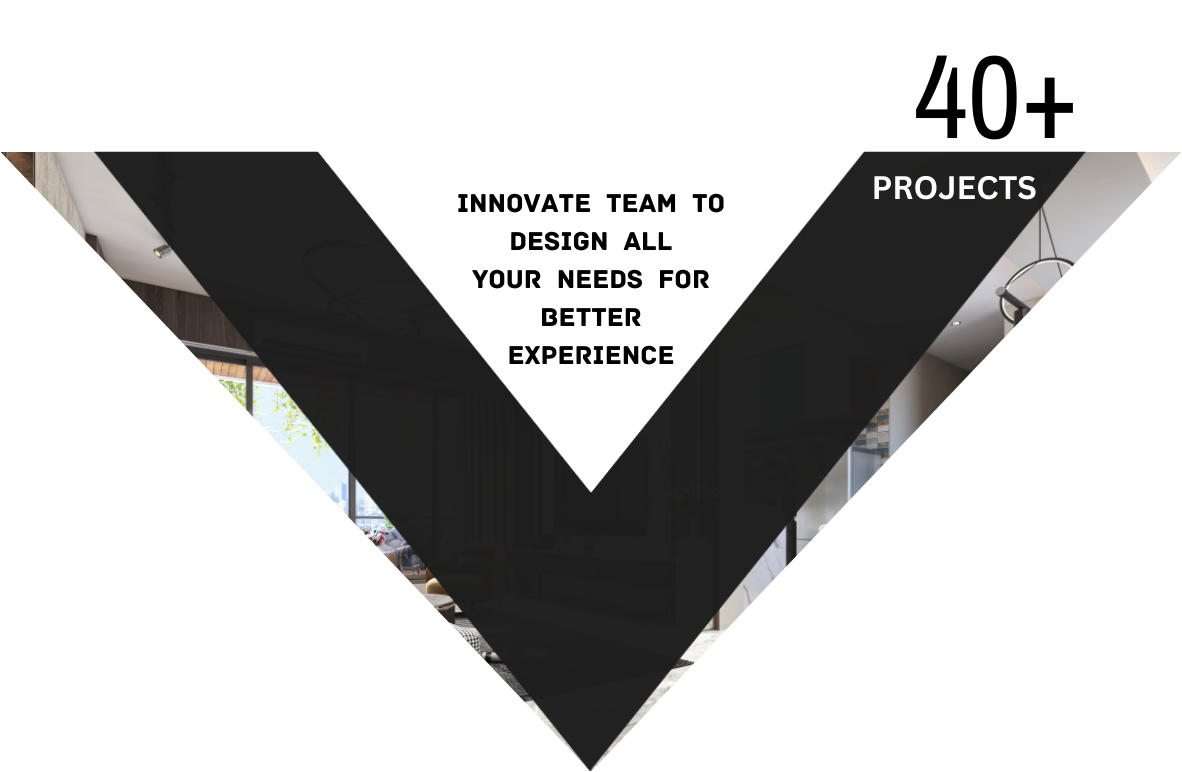 40+
PROJECTS
INNOVATE TEAM TO
DESIGN ALL
YOUR NEEDS FOR
BETTER
EXPERIENCE